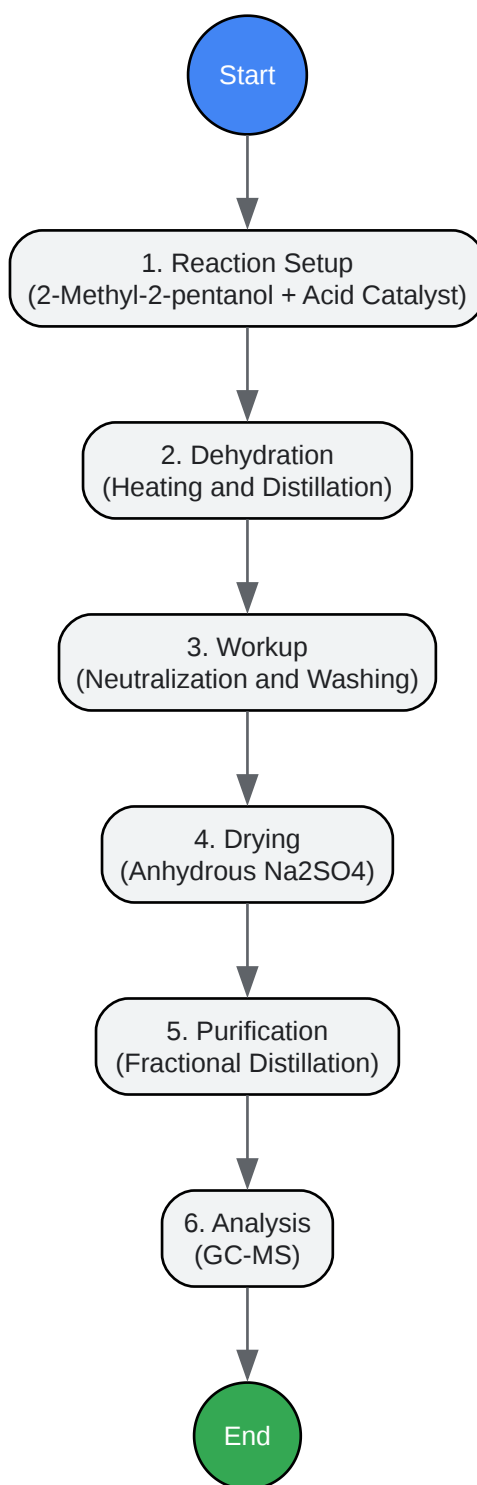 Start
1. Reaction Setup
(2-Methyl-2-pentanol + Acid Catalyst)
2. Dehydration
(Heating and Distillation)
3. Workup
(Neutralization and Washing)
4. Drying
(Anhydrous Na2SO4)
5. Purification
(Fractional Distillation)
6. Analysis
(GC-MS)
End